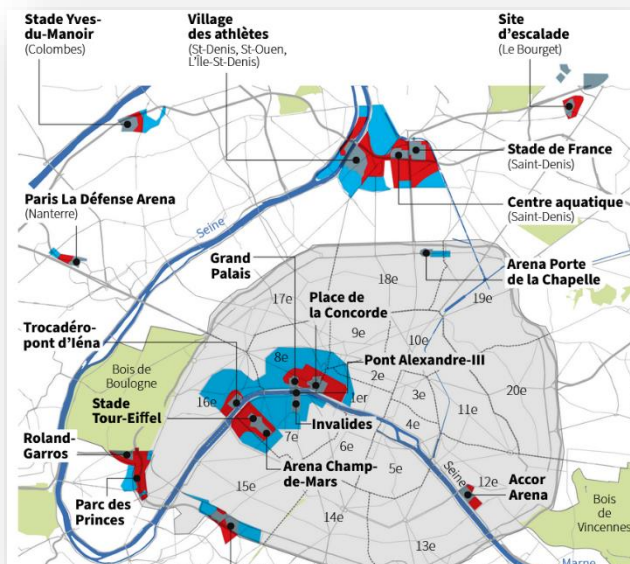 Stade Yves-
du-Manoir
(Colombes)
Village
des athlètes
(St-Denis, St-Ouen,
L'Île-St-Denis)
Site
d'escalade
(Le Bourget)
Stade de France
(Saint-Denis)
Paris La Défense Arena
(Nanterre)
Centre aquatique
(Saint-Denis)
Seine
Grand
Palais
Arena Porte
de la Chapelle
18e
17e
19e
Place de
la Concorde
Trocadéro-
pont d'Iéna
9e
10e
Pont Alexandre-III
8e
2e
Bois de
Boulogne
3e
20e
Stade
Tour-Eiffel
16e
1er
11e
4e
Invalides
7e
6e
Roland-
Garros
Arena Champ-
de-Mars
5e
Seine
12e
Accor
Arena
15e
Parc des
Princes
Bois
de
Vincennes
14e
13e
Marne